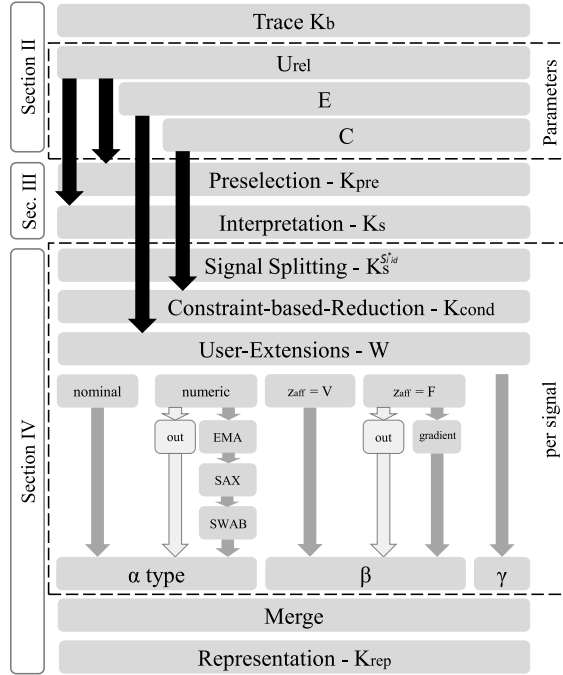 Section II
Trace Kb
Urel
E
C
Parameters
Sec. III
Preselection - Kpre
Interpretation - Ks
Section IV
Signal Splitting - Ks
Constraint-based-Reduction - Kcond
User-Extensions - W
nominal
numeric
zaff = V
zaff = F
out
EMA
out
gradient
SAX
SWAB
per signal
α type
β
γ
Merge
Representation - Krep